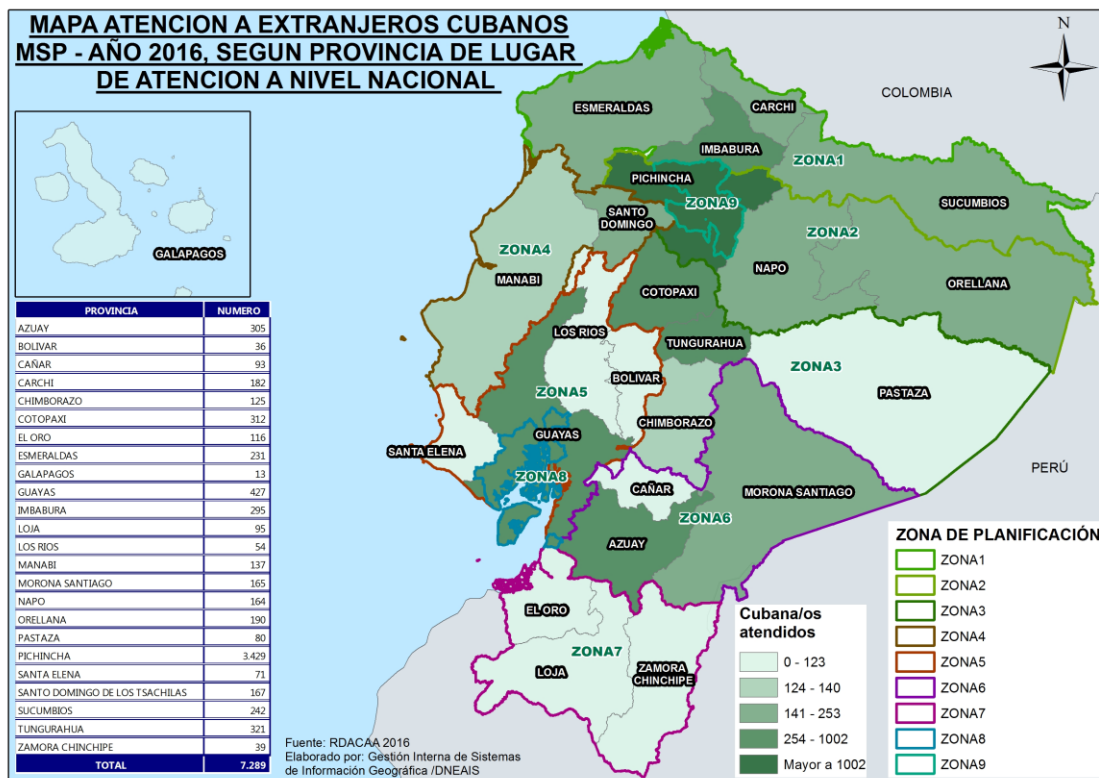 MAPA ATENCION A EXTRANJEROS CUBANOS
MSP - AÑO 2016, SEGUN PROVINCIA DE LUGAR
DE ATENCION A NIVEL NACIONAL
N
COLOMBIA
PERÚ
GALAPAGOS
ESMERALDAS
CARCHI
IMBABURA
ZONA1
PICHINCHA
ZONA9
SUCUMBIOS
SANTO
DOMINGO
ZONA2
ZONA4
MANABI
NAPO
ORELLANA
COTOPAXI
LOS RIOS
TUNGURAHUA
ZONA3
BOLIVAR
PASTAZA
ZONA5
CHIMBORAZO
GUAYAS
SANTA ELENA
ZONA8
CAÑAR
MORONA SANTIAGO
ZONA6
AZUAY
EL ORO
ZONA7
LOJA
ZAMORA
CHINCHIPE
PROVINCIA NUMERO
AZUAY 305
BOLIVAR 36
CAÑAR 93
CARCHI 182
CHIMBORAZO 125
COTOPAXI 312
EL ORO 116
ESMERALDAS 231
GALAPAGOS 13
GUAYAS 427
IMBABURA 295
LOJA 95
LOS RIOS 54
MANABI 137
MORONA SANTIAGO 165
NAPO 164
ORELLANA 190
PASTAZA 80
PICHINCHA 3.429
SANTA ELENA 71
SANTO DOMINGO DE LOS TSACHILAS 167
SUCUMBIOS 242
TUNGURAHUA 321
ZAMORA CHINCHIPE 39
TOTAL 7.289
Fuente: RDACAA 2016
Elaborado por: Gestión Interna de Sistemas
de Información Geográfica /DNEAIS
Cubana/os
atendidos
0 - 123
124 - 140
141 - 253
254 - 1002
Mayor a 1002
ZONA DE PLANIFICACIÓN
ZONA1
ZONA2
ZONA3
ZONA4
ZONA5
ZONA6
ZONA7
ZONA8
ZONA9